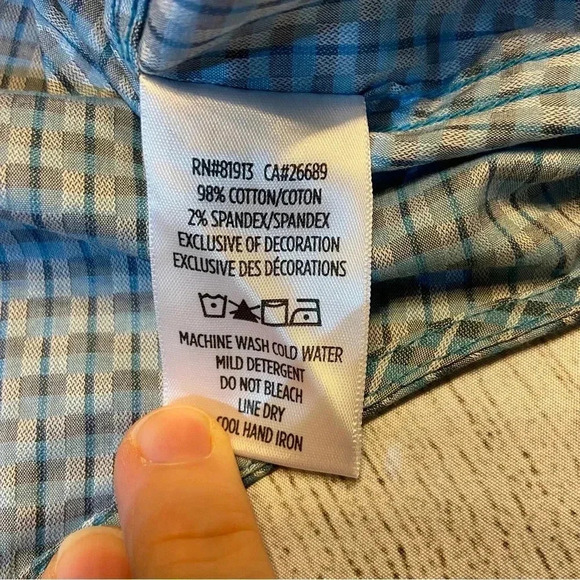 RN#81913 CA#26689
98% COTTON/COTON
2% SPANDEX/SPANDEX
EXCLUSIVE OF DECORATION
EXCLUSIVE DES DÉCORATIONS
MACHINE WASH COLD WATER
MILD DETERGENT
DO NOT BLEACH
LINE DRY
COOL HAND IRON